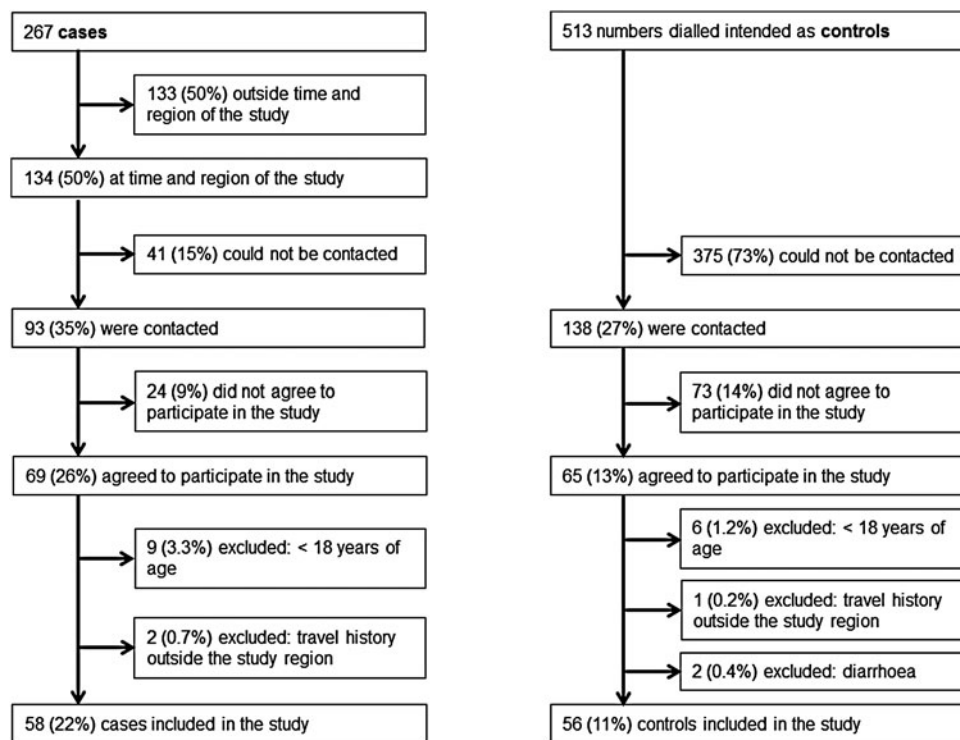 267 cases
133 (50%) outside time and
region of the study
134 (50%) at time and region of the study
41 (15%) could not be contacted
93 (35%) were contacted
24 (9%) did not agree to
participate in the study
69 (26%) agreed to participate in the study
9 (3.3%) excluded: < 18 years of
age
2 (0.7%) excluded: travel history
outside the study region
58 (22%) cases included in the study
513 numbers dialled intended as controls
375 (73%) could not be contacted
138 (27%) were contacted
73 (14%) did not agree to
participate in the study
65 (13%) agreed to participate in the study
6 (1.2%) excluded: < 18 years of
age
1 (0.2%) excluded: travel history
outside the study region
2 (0.4%) excluded: diarrhoea
56 (11%) controls included in the study